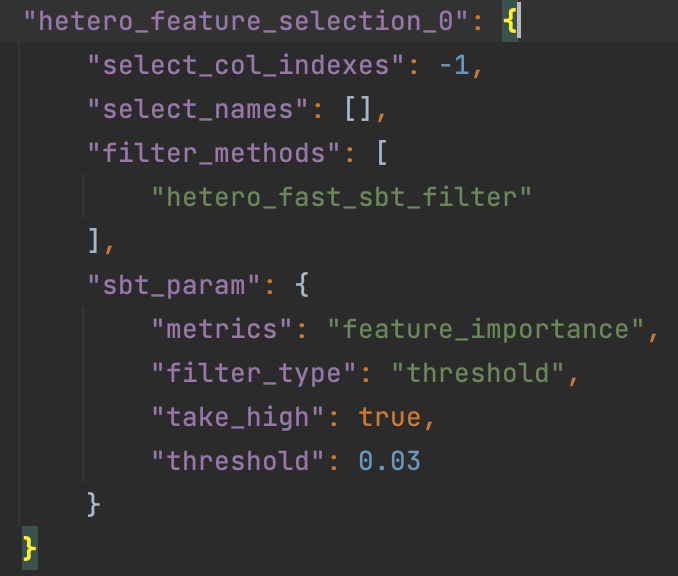 "hetero_feature_selection_0": {
"select_col_indexes": -1,
"select_names": [],
"filter_methods": [
"hetero_fast_sbt_filter"
],
"sbt_param": {
"metrics": "feature_importance",
"filter_type": "threshold",
"take_high": true,
"threshold": 0.03
}
}